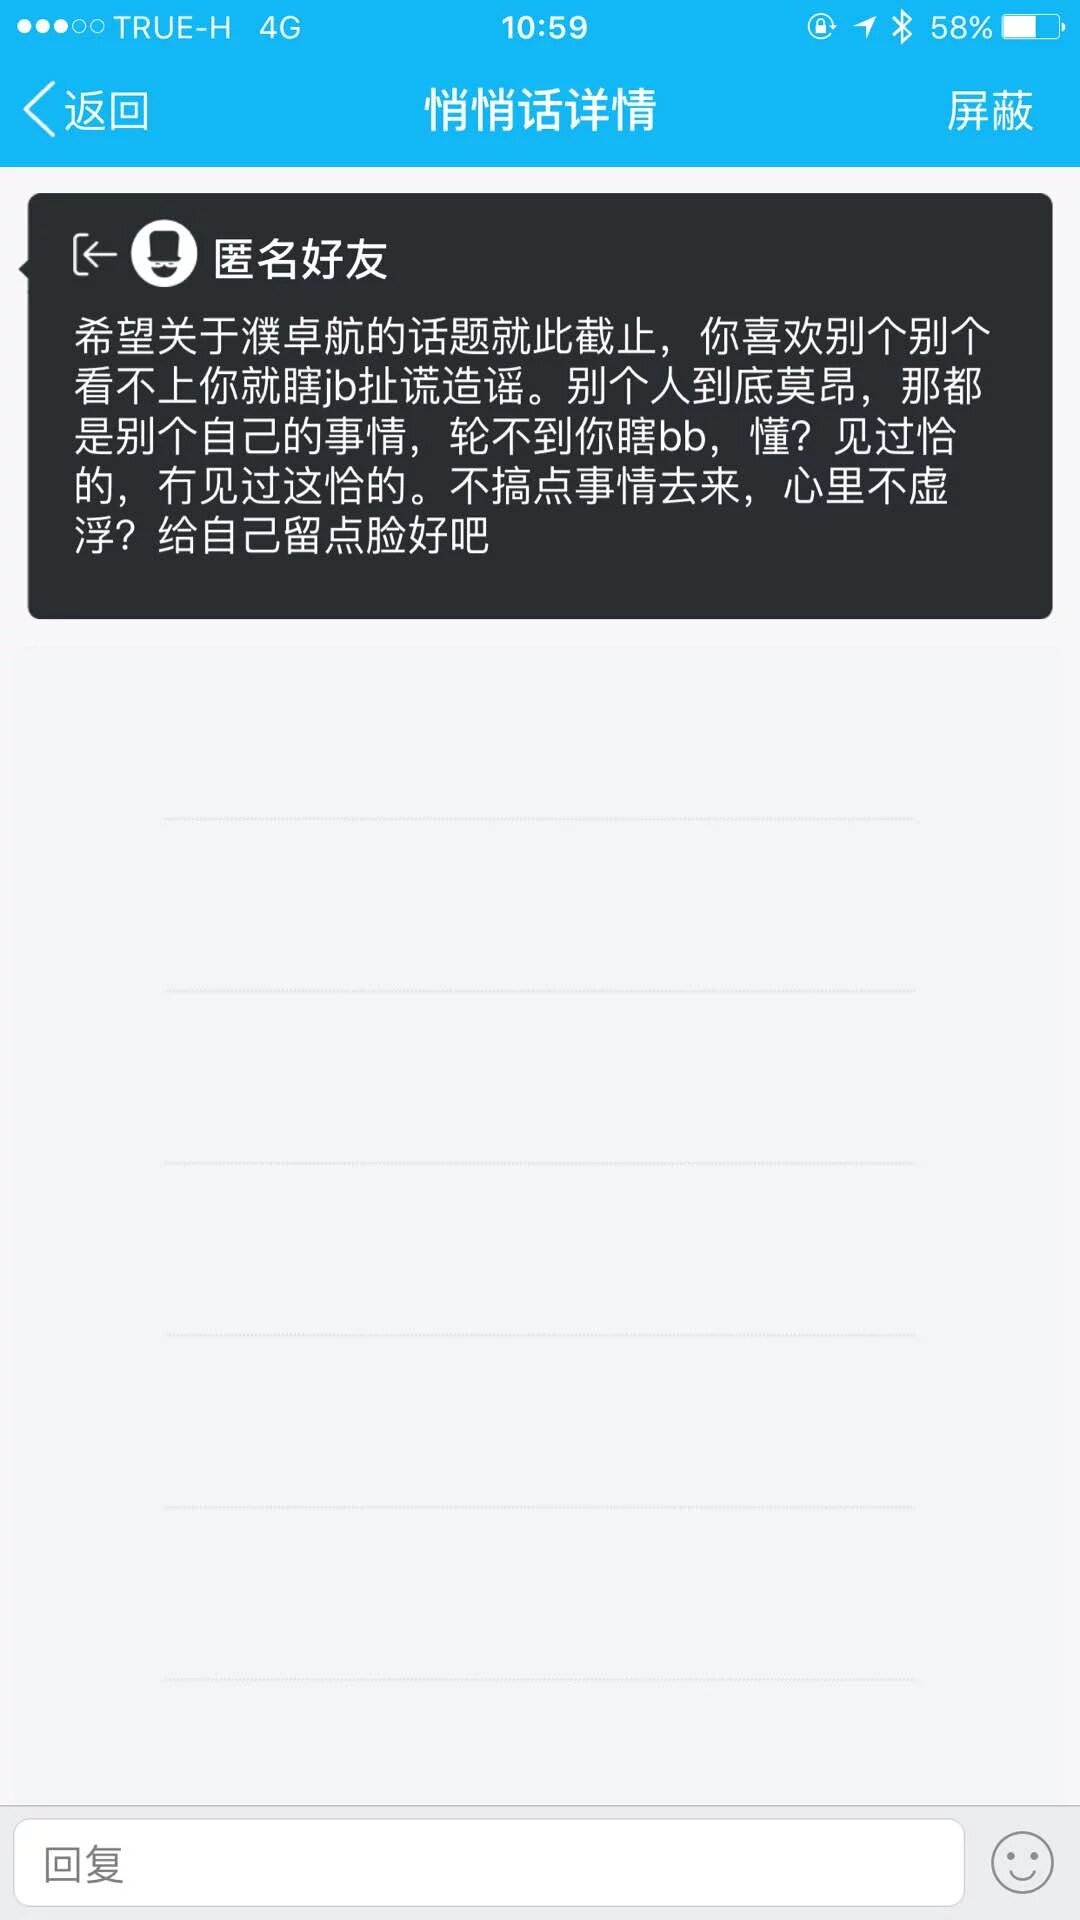 TRUE-H 4G 10:59 58%
返回 悄悄话详情 屏蔽
匿名好友
希望关于濮卓航的话题就此截止，你喜欢别个别个
看不上你就瞎jb扯谎造谣。别个人到底莫昂，那都
是别个自己的事情，轮不到你瞎bb，懂？见过恰
的，冇见过这恰的。不搞点事情去来，心里不虚
浮？给自己留点脸好吧
回复